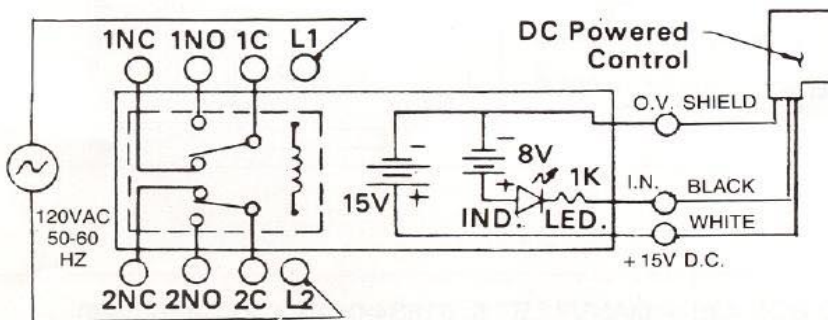 1NC 1NO 1C L1
DC Powered
Control
O.V. SHIELD
8V
1K
15V
IND. LED.
I.N. BLACK
WHITE
+ 15V D.C.
120VAC
50-60
HZ
2NC 2NO 2C L2